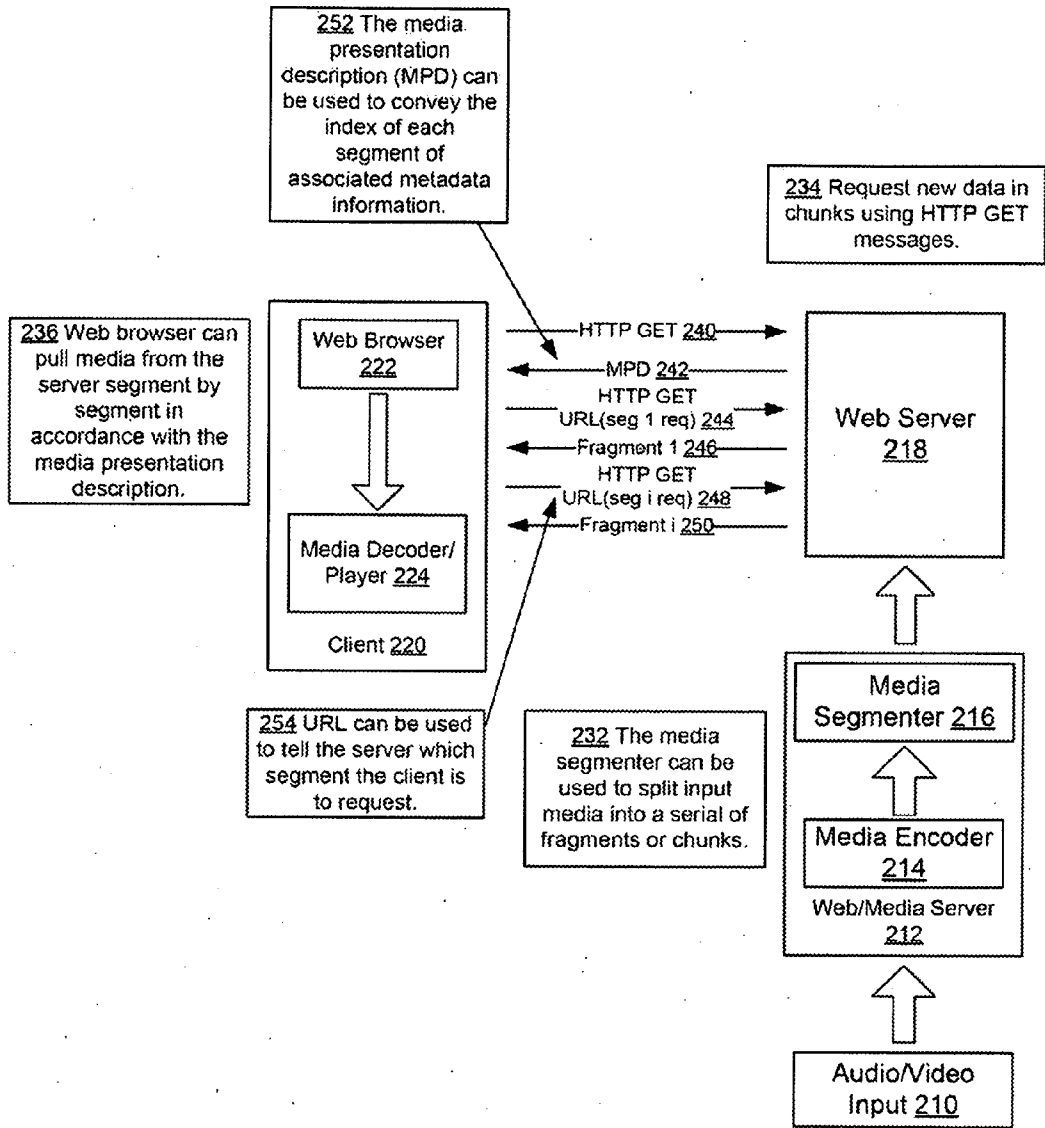 252 The media
presentation
description (MPD) can
be used to convey the
index of each
segment of
associated metadata
information.
234 Request new data in
chunks using HTTP GET
messages.
236 Web browser can
pull media from the
server segment by
segment in
accordance with the
media presentation
description.
Web Browser
222
Media Decoder/
Player 224
Client 220
HTTP GET 240
MPD 242
HTTP GET
URL(seg 1 req) 244
Fragment 1 246
HTTP GET
URL(seg i req) 248
Fragment i 250
Web Server
218
254 URL can be used
to tell the server which
segment the client is
to request.
232 The media
segmenter can be
used to split input
media into a serial of
fragments or chunks.
Media
Segmenter 216
Media Encoder
214
Web/Media Server
212
Audio/Video
Input 210